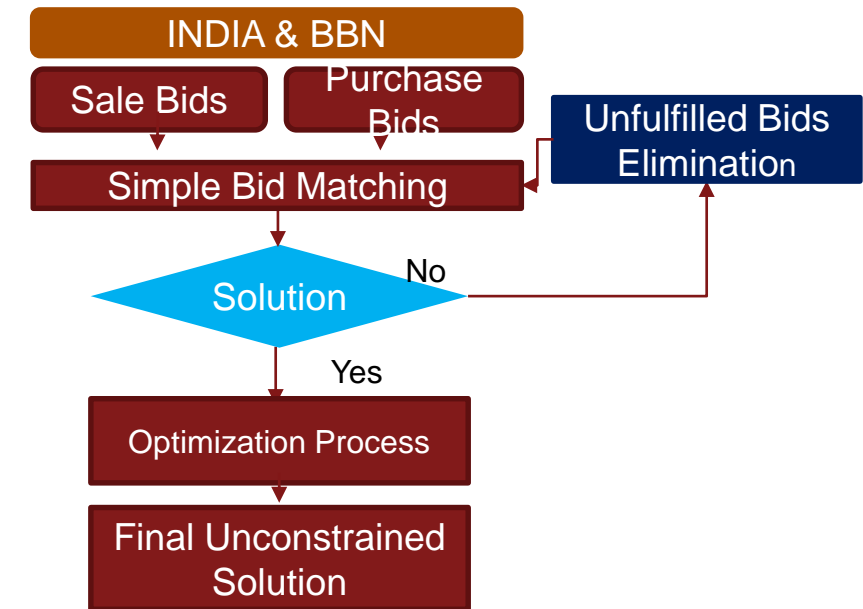 INDIA & BBN
Sale Bids
Purchase
Bids
Unfulfilled Bids
Elimination
Simple Bid Matching
No
Solution
Yes
Optimization Process
Final Unconstrained
Solution